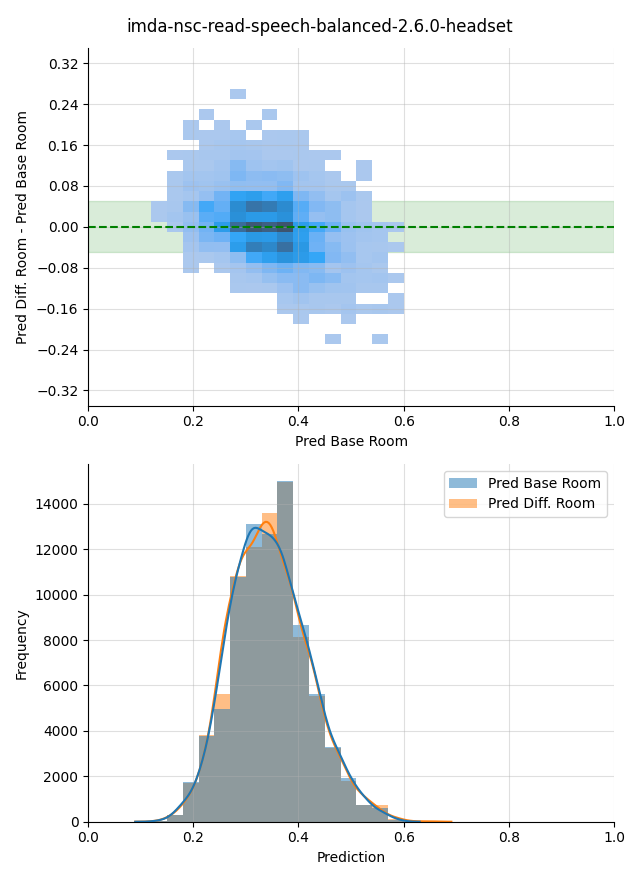 imda-nsc-read-speech-balanced-2.6.0-headset
Pred Diff. Room - Pred Base Room
0.32
0.24
0.16
0.08
0.00
−0.08
−0.16
−0.24
−0.32
0.0 0.2 0.4 0.6 0.8 1.0
Pred Base Room
Frequency
14000
12000
10000
8000
6000
4000
2000
0
Pred Base Room
Pred Diff. Room
0.0 0.2 0.4 0.6 0.8 1.0
Prediction